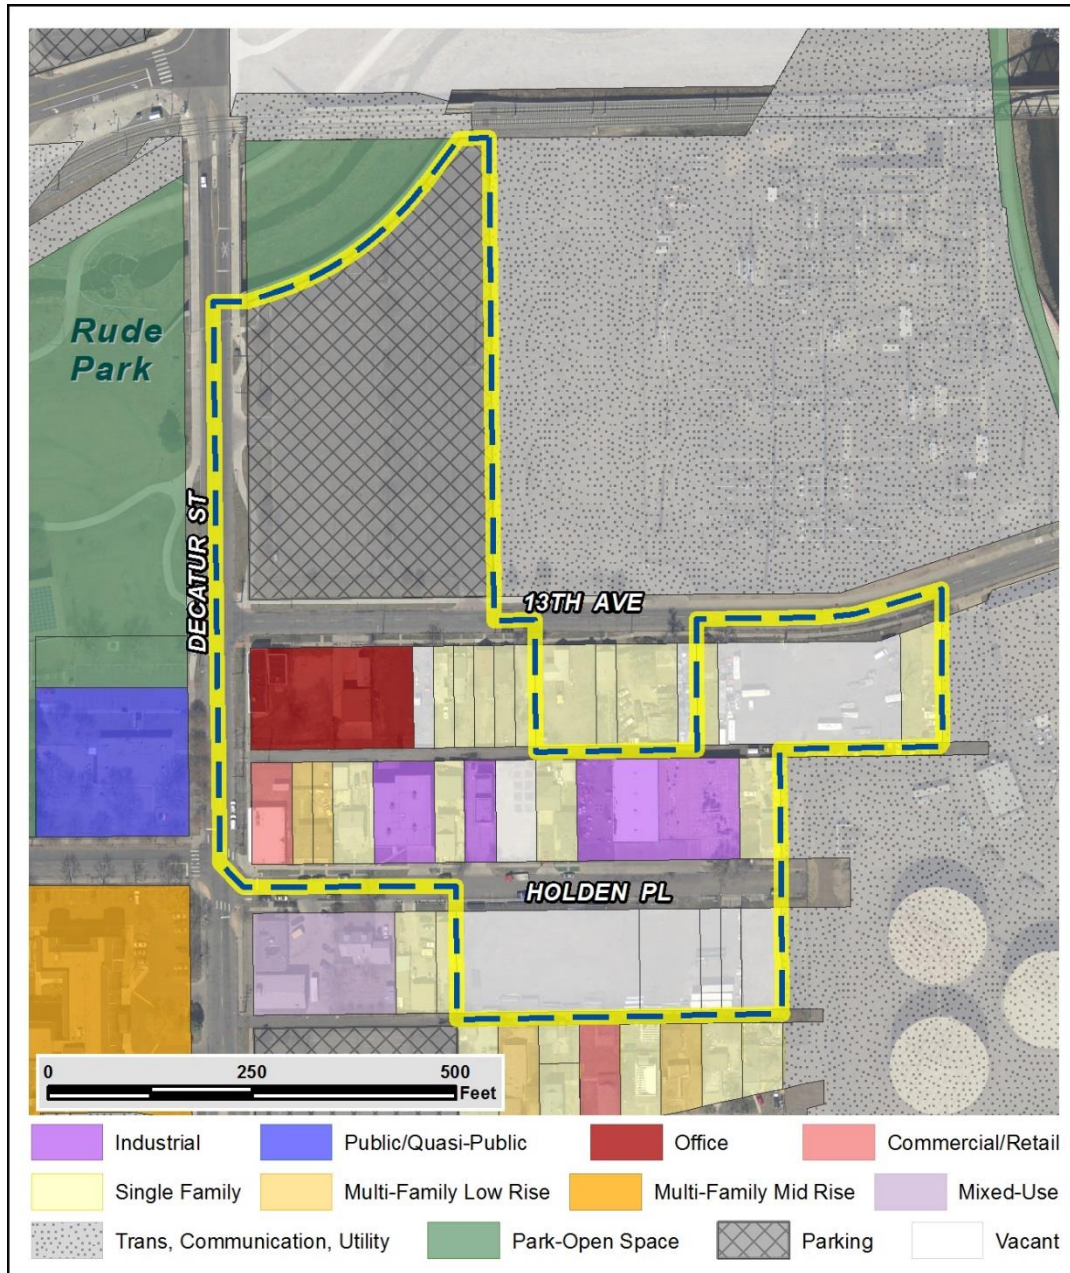 Rude
Park
DECATUR ST
13TH AVE
HOLDEN PL
0 250 500
Feet
Industrial Public/Quasi-Public Office Commercial/Retail
Single Family Multi-Family Low Rise Multi-Family Mid Rise Mixed-Use
Trans, Communication, Utility Park-Open Space Parking Vacant